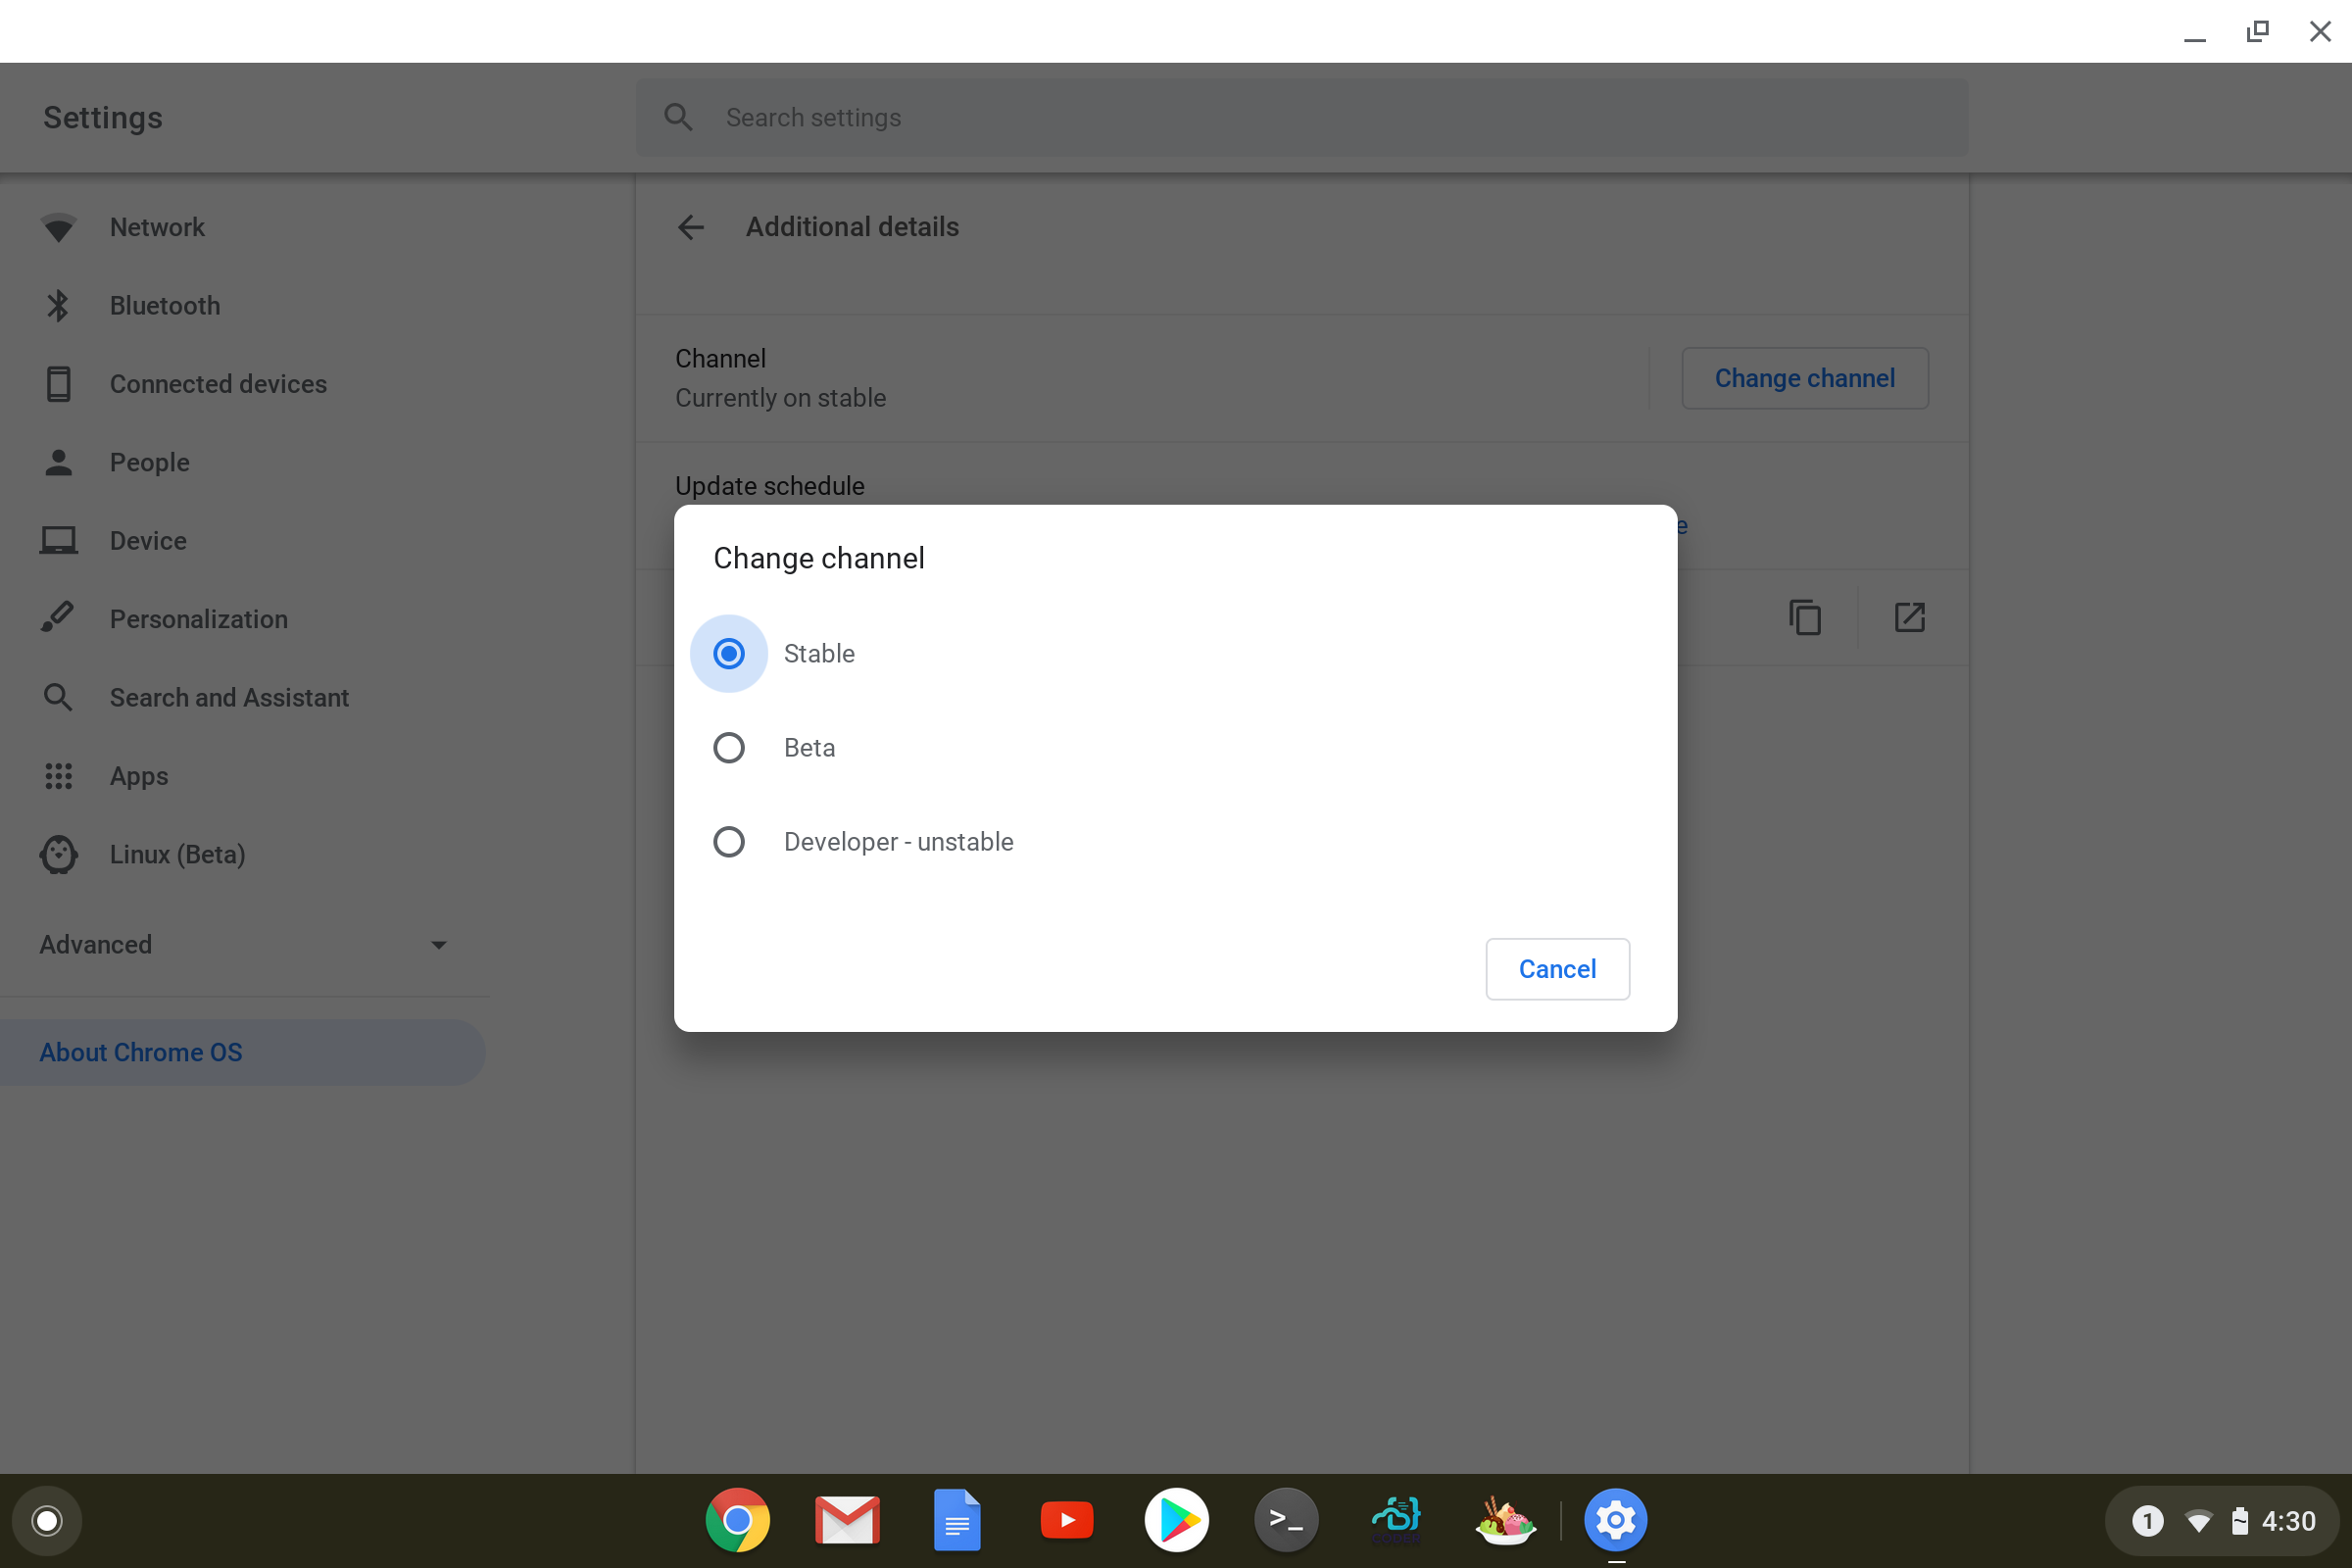 Settings
Search settings
Network
Bluetooth
Connected devices
People
Device
Personalization
Search and Assistant
Apps
Linux (Beta)
Advanced
About Chrome OS
Additional details
Channel
Currently on stable
Change channel
Update schedule
e
Change channel
Stable
Beta
Developer - unstable
Cancel
>_
1
4:30